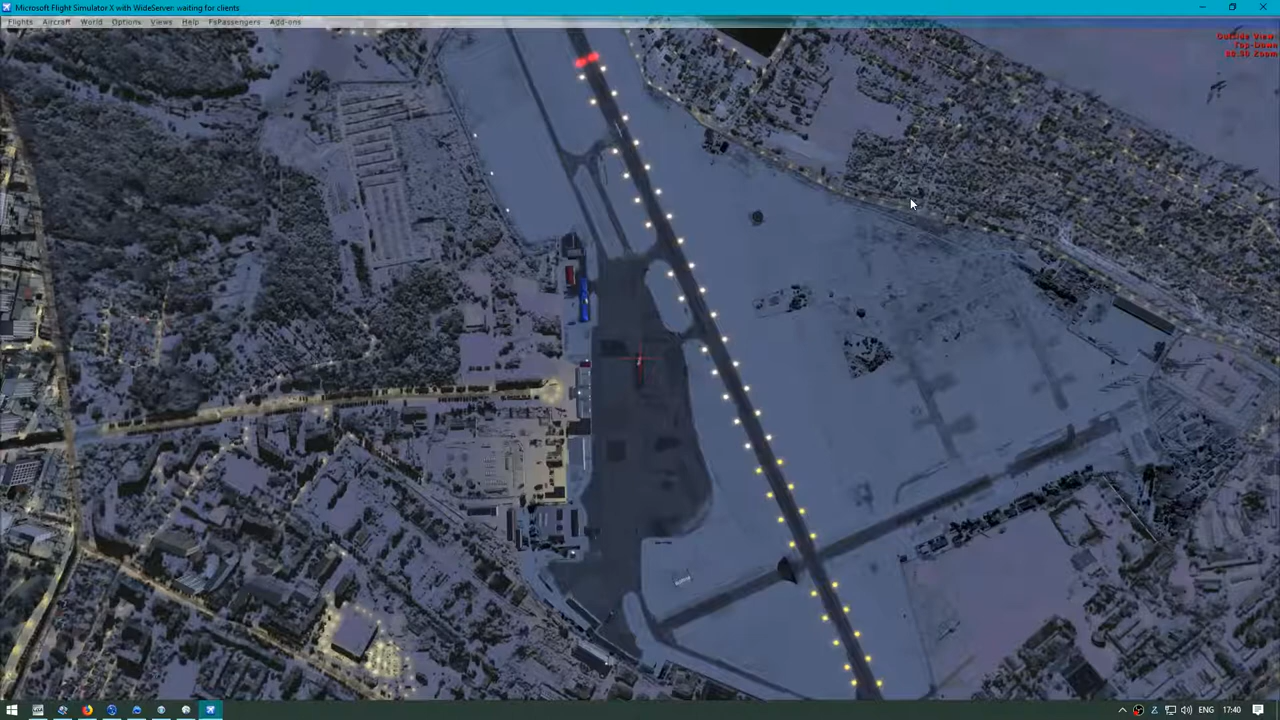 Microsoft Flight Simulator X with WideServer: waiting for clients
Flights Aircraft World Options Views Help FsPassengers Add-ons
Outside View
Top-Down
ENG 17:40